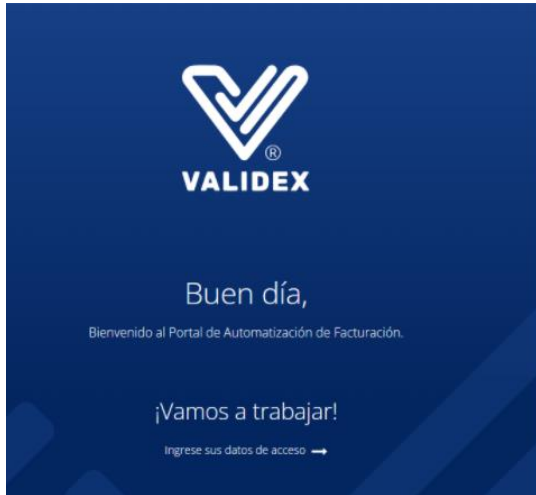 ®
VALIDEX
Buen día,
Bienvenido al Portal de Automatización de Facturación.
¡Vamos a trabajar!
Ingrese sus datos de acceso →